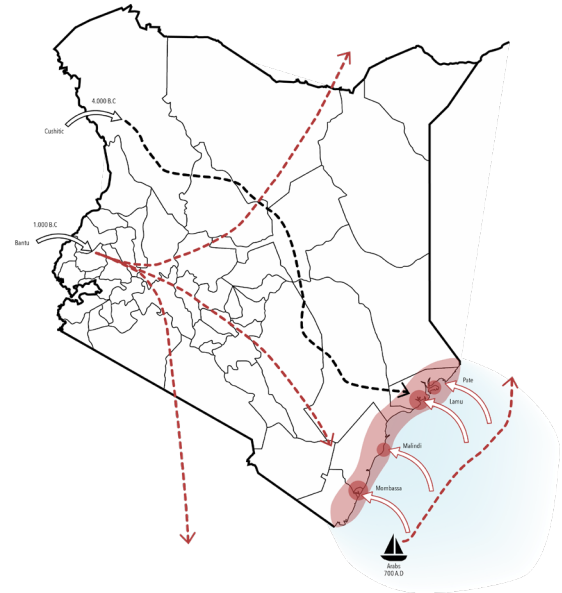 4.000 B.C
Cushitic
1.000 B.C
Bantu
Pate
Lamu
Malindi
Mombassa
Arabs
700 A.D